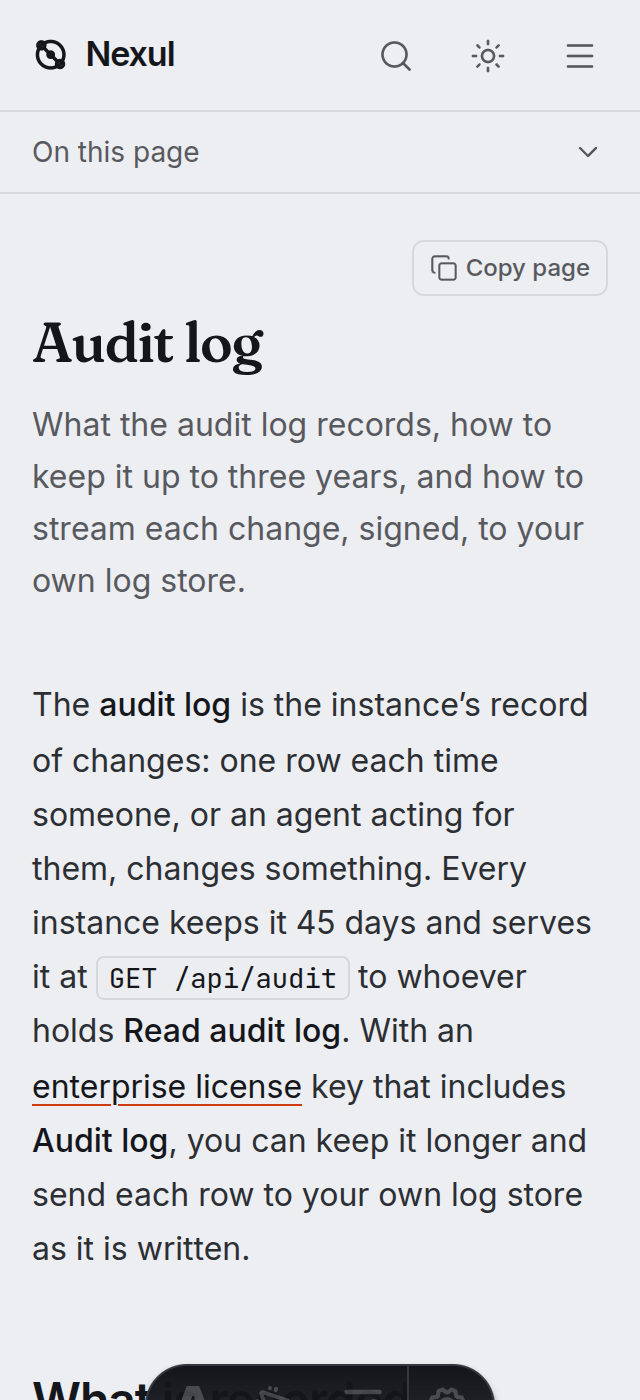 Nexul
On this page
Copy page
Audit log
What the audit log records, how to
keep it up to three years, and how to
stream each change, signed, to your
own log store.
The audit log is the instance’s record
of changes: one row each time
someone, or an agent acting for
them, changes something. Every
instance keeps it 45 days and serves
it at GET /api/audit to whoever
holds Read audit log. With an
enterprise license key that includes
Audit log, you can keep it longer and
send each row to your own log store
as it is written.
What